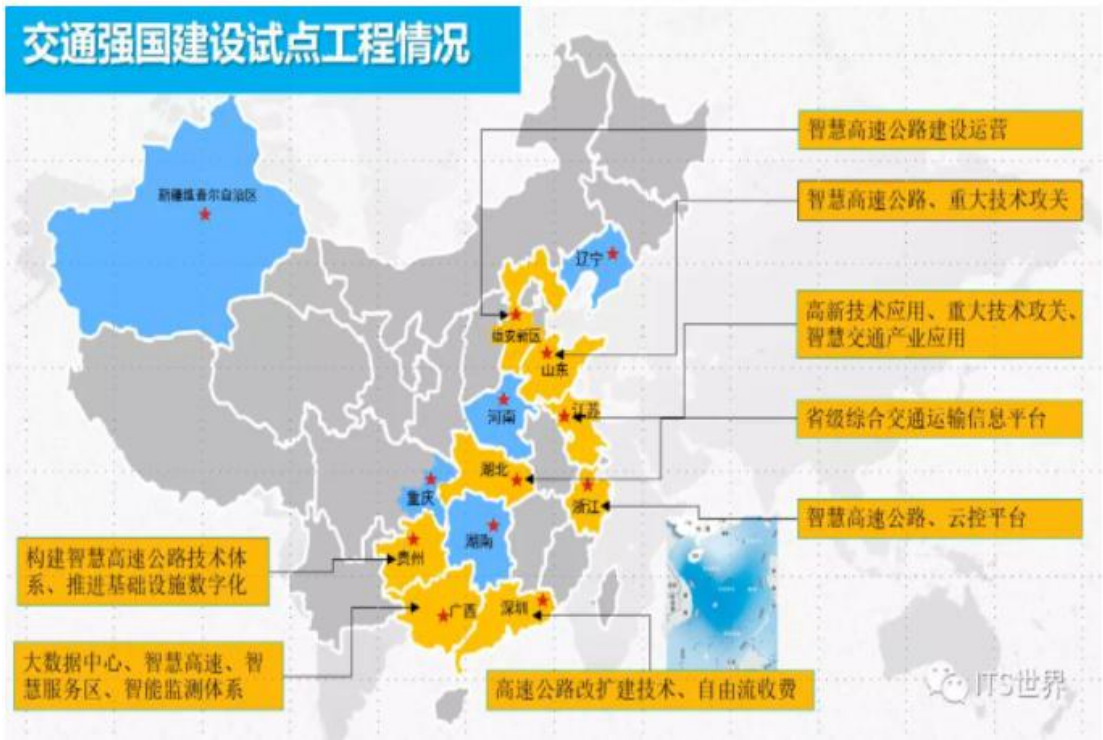 交通强国建设试点工程情况
智慧高速公路建设运营
新疆维吾尔自治区
智慧高速公路、重大技术攻关
辽宁
高新技术应用、重大技术攻关、
智慧交通产业应用
雄安新区
山东
河南
江苏
省级综合交通运输信息平台
湖北
重庆
浙江
智慧高速公路、云控平台
湖南
构建智慧高速公路技术体
系、推进基础设施数字化
贵州
广西
深圳
大数据中心、智慧高速、智
慧服务区、智能监测体系
高速公路改扩建技术、自由流收费
ITS世界